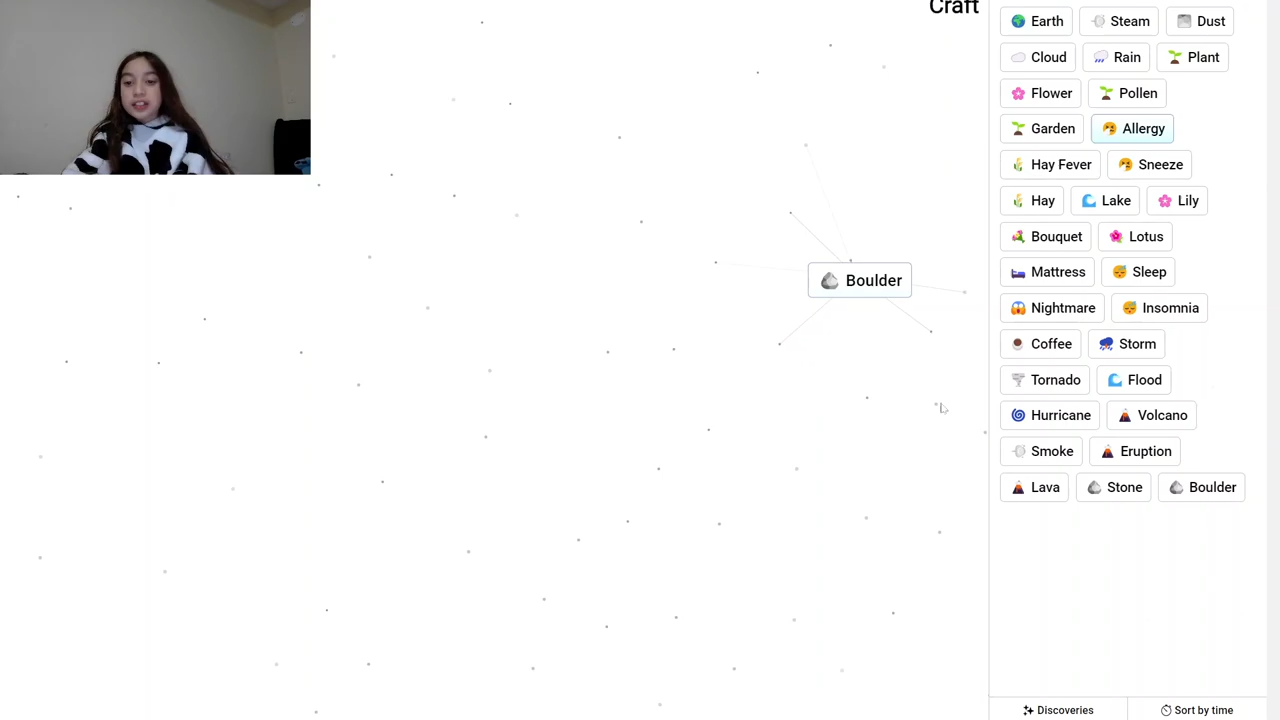 Craft
Earth Steam Dust
Cloud Rain Plant
Flower Pollen
Garden Allergy
Hay Fever Sneeze
Hay Lake Lily
Bouquet Lotus
Boulder
Mattress Sleep
Nightmare Insomnia
Coffee Storm
Tornado Flood
Hurricane Volcano
Smoke Eruption
Lava Stone Boulder
Discoveries Sort by time